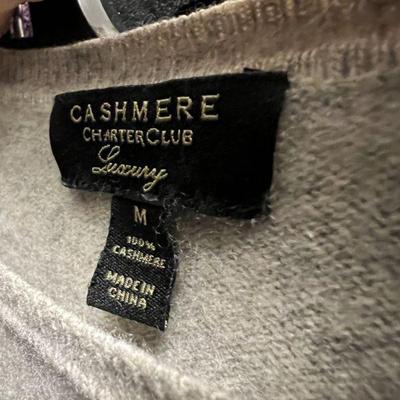 CASHMERE
CHARTER CLUB
Luxury
M
100%
CASHMERE
MADE IN
CHINA